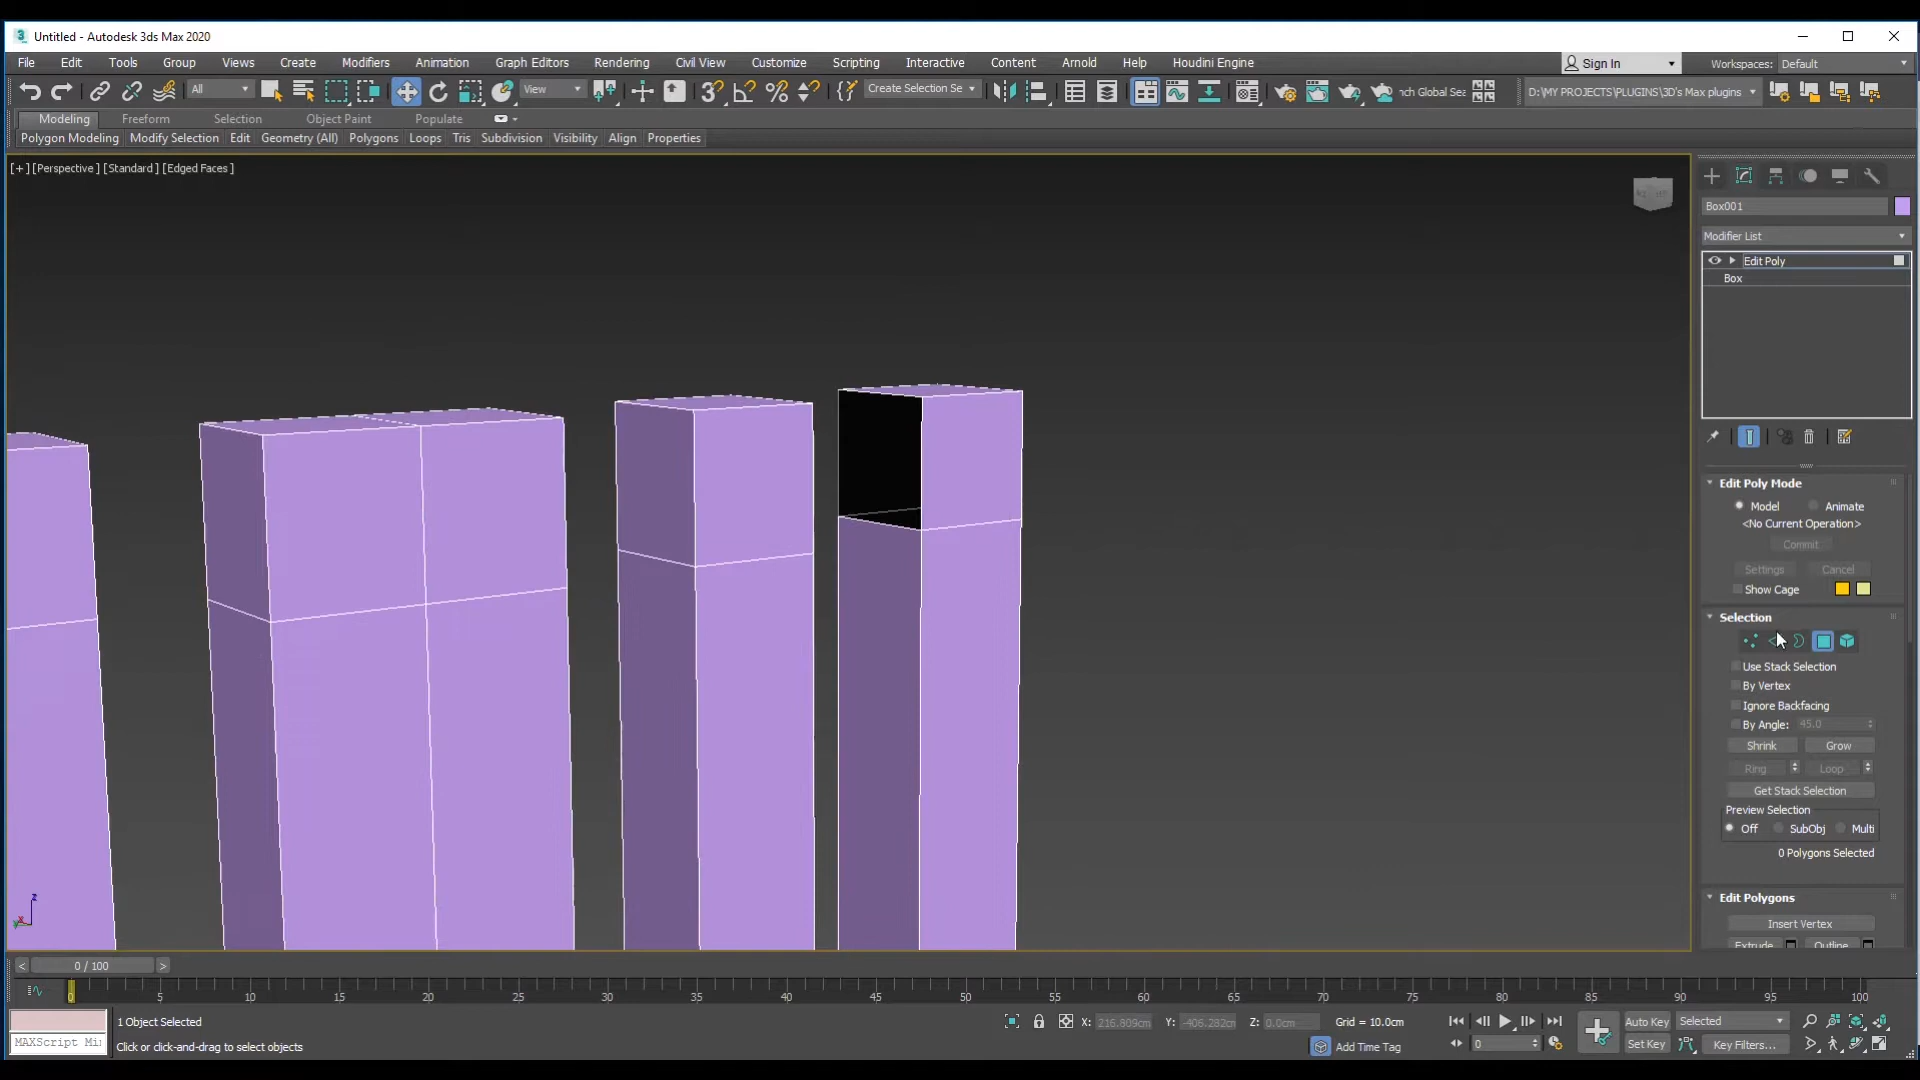 Untitled - Autodesk 3ds Max 2020
File Edit Tools Group Views Create Modifiers Animation Graph Editors Rendering Civil View Customize Scripting Interactive Content Arnold Help Houdini Engine Sign In Workspaces: Default
All View Create Selection Se D:\MY PROJECTS\PLUGINS\3D's Max plugins
Modeling Freeform Selection Object Paint Populate
Polygon Modeling Modify Selection Edit Geometry (All) Polygons Loops Tris Subdivision Visibility Align Properties
[+] [Perspective ] [Standard ] [Edged Faces ]
Box001
Modifier List
Edit Poly
Box
Edit Poly Mode
Model Animate
<No Current Operation>
Commit
Settings Cancel
Show Cage
Selection
Use Stack Selection
By Vertex
Ignore Backfacing
By Angle: 45.0
Shrink Grow
Ring Loop
Get Stack Selection
Preview Selection
Off SubObj Multi
0 Polygons Selected
Edit Polygons
Insert Vertex
Extrude Outline
z
< 0 / 100 >
0 5 10 15 20 25 30 35 40 45 50 55 60 65 70 75 80 85 90 95 100
1 Object Selected X: 216.809cm Y: -406.282cm Z: 0.0cm Grid = 10.0cm Auto Key Selected
MAXScript Mi Click or click-and-drag to select objects Add Time Tag 0 Set Key Key Filters...